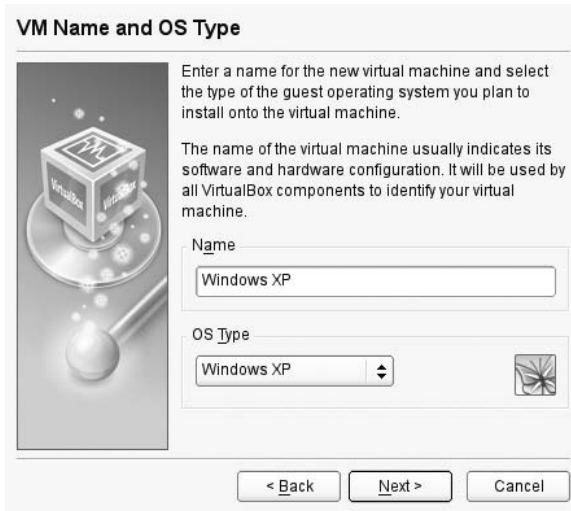 VM Name and OS Type
Enter a name for the new virtual machine and select
the type of the guest operating system you plan to
install onto the virtual machine.
The name of the virtual machine usually indicates its
software and hardware configuration. It will be used by
all VirtualBox components to identify your virtual
machine.
VirtualBox
VirtualBox
Name
Windows XP
OS Type
Windows XP
< Back
Next >
Cancel